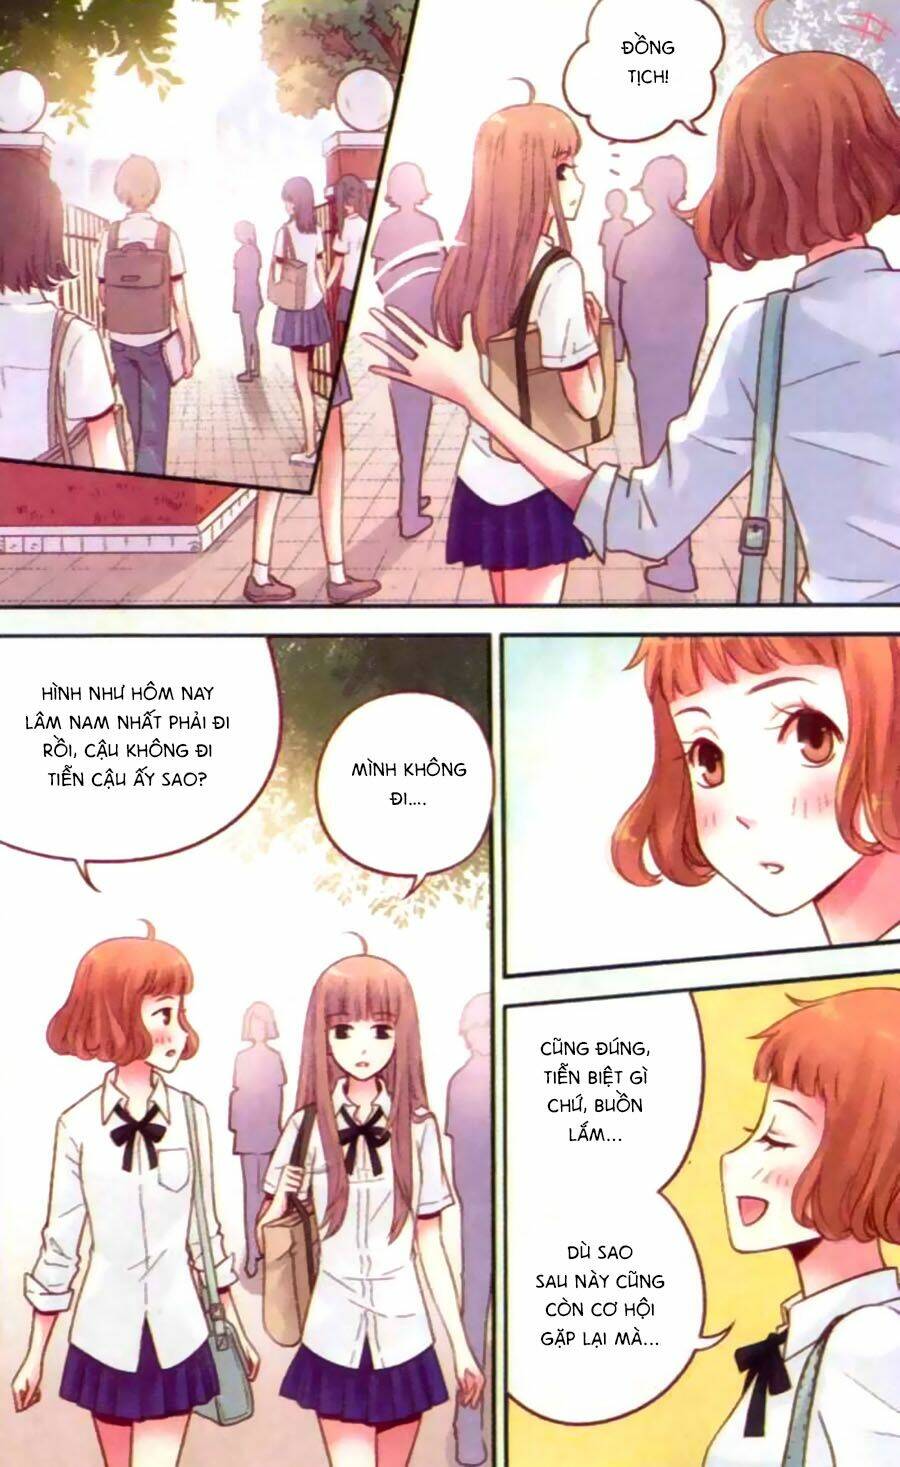 ĐỒNG
TỊCH!
HÌNH NHƯ HÔM NAY
LÂM NAM NHẤT PHẢI ĐI
RỒI, CẬU KHÔNG ĐI
TIỄN CẬU ẤY SAO?
MÌNH KHÔNG
ĐI....
CŨNG ĐÚNG,
TIỄN BIỆT GÌ
CHỨ, BUỒN
LẮM...
DÙ SAO
SAU NÀY CŨNG
CÒN CƠ HỘI
GẶP LẠI MÀ...